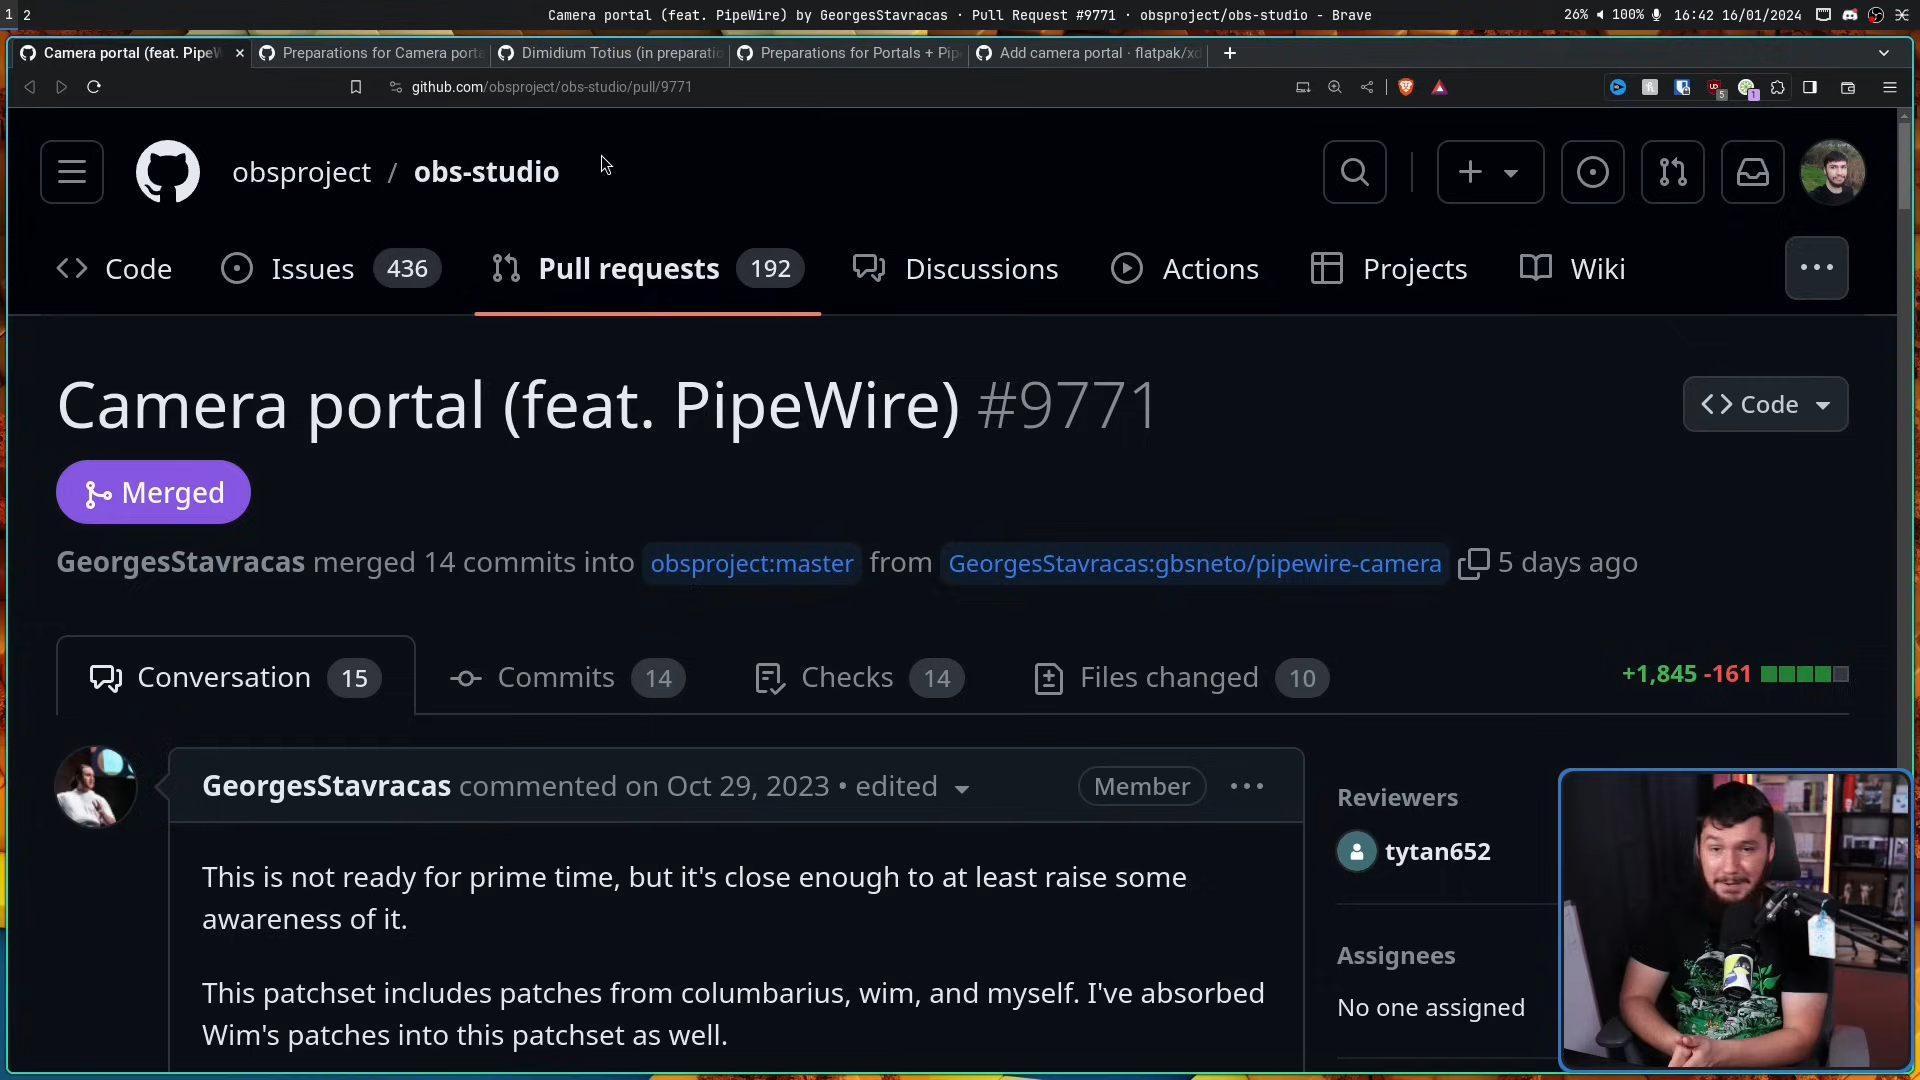 1 2 Camera portal (feat. PipeWire) by GeorgesStavracas · Pull Request #9771 · obsproject/obs-studio - Brave 26% 100% 16:42 16/01/2024
Camera portal (feat. PipeW Preparations for Camera porta Dimidium Totius (in preparatio Preparations for Portals + Pip Add camera portal · flatpak/xd
github.com/obsproject/obs-studio/pull/9771 5 1
obsproject / obs-studio
Code Issues 436 Pull requests 192 Discussions Actions Projects Wiki
Camera portal (feat. PipeWire) #9771 Code
Merged
GeorgesStavracas merged 14 commits into obsproject:master from GeorgesStavracas:gbsneto/pipewire-camera 5 days ago
Conversation 15 Commits 14 Checks 14 Files changed 10 +1,845 -161
GeorgesStavracas commented on Oct 29, 2023 • edited Member
This is not ready for prime time, but it's close enough to at least raise some
awareness of it.
This patchset includes patches from columbarius, wim, and myself. I've absorbed
Wim's patches into this patchset as well.
Reviewers
tytan652
Assignees
No one assigned